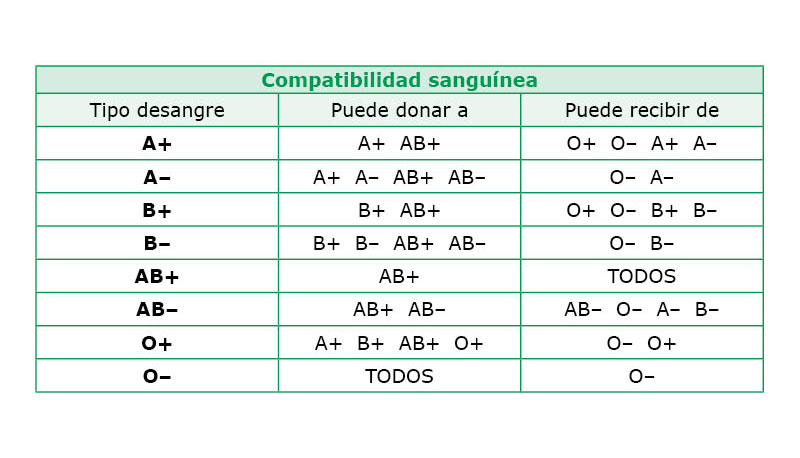 Compatibilidad sanguínea
Tipo desangre Puede donar a Puede recibir de
A+ A+ AB+ O+ O– A+ A–
A– A+ A– AB+ AB– O– A–
B+ B+ AB+ O+ O– B+ B–
B– B+ B– AB+ AB– O– B–
AB+ AB+ TODOS
AB– AB+ AB– AB– O– A– B–
O+ A+ B+ AB+ O+ O– O+
O– TODOS O–